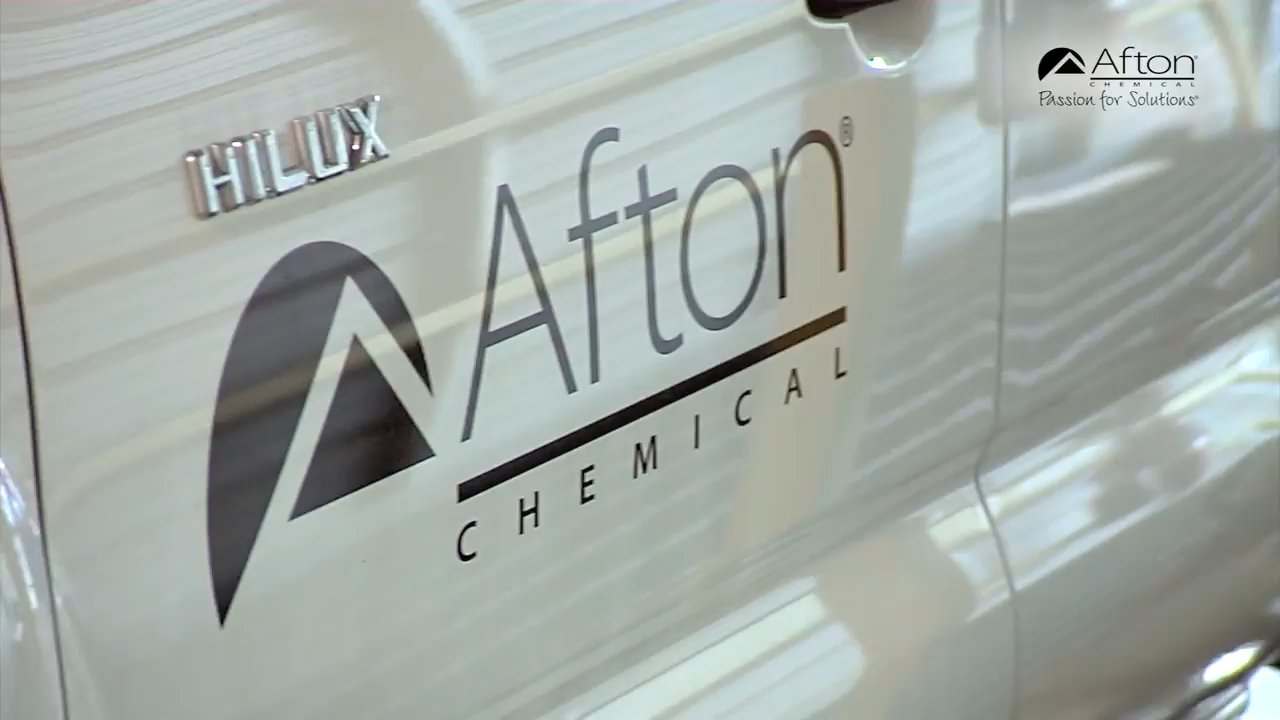 HILUX
Afton®
CHEMICAL
Afton®
CHEMICAL
Passion for Solutions®